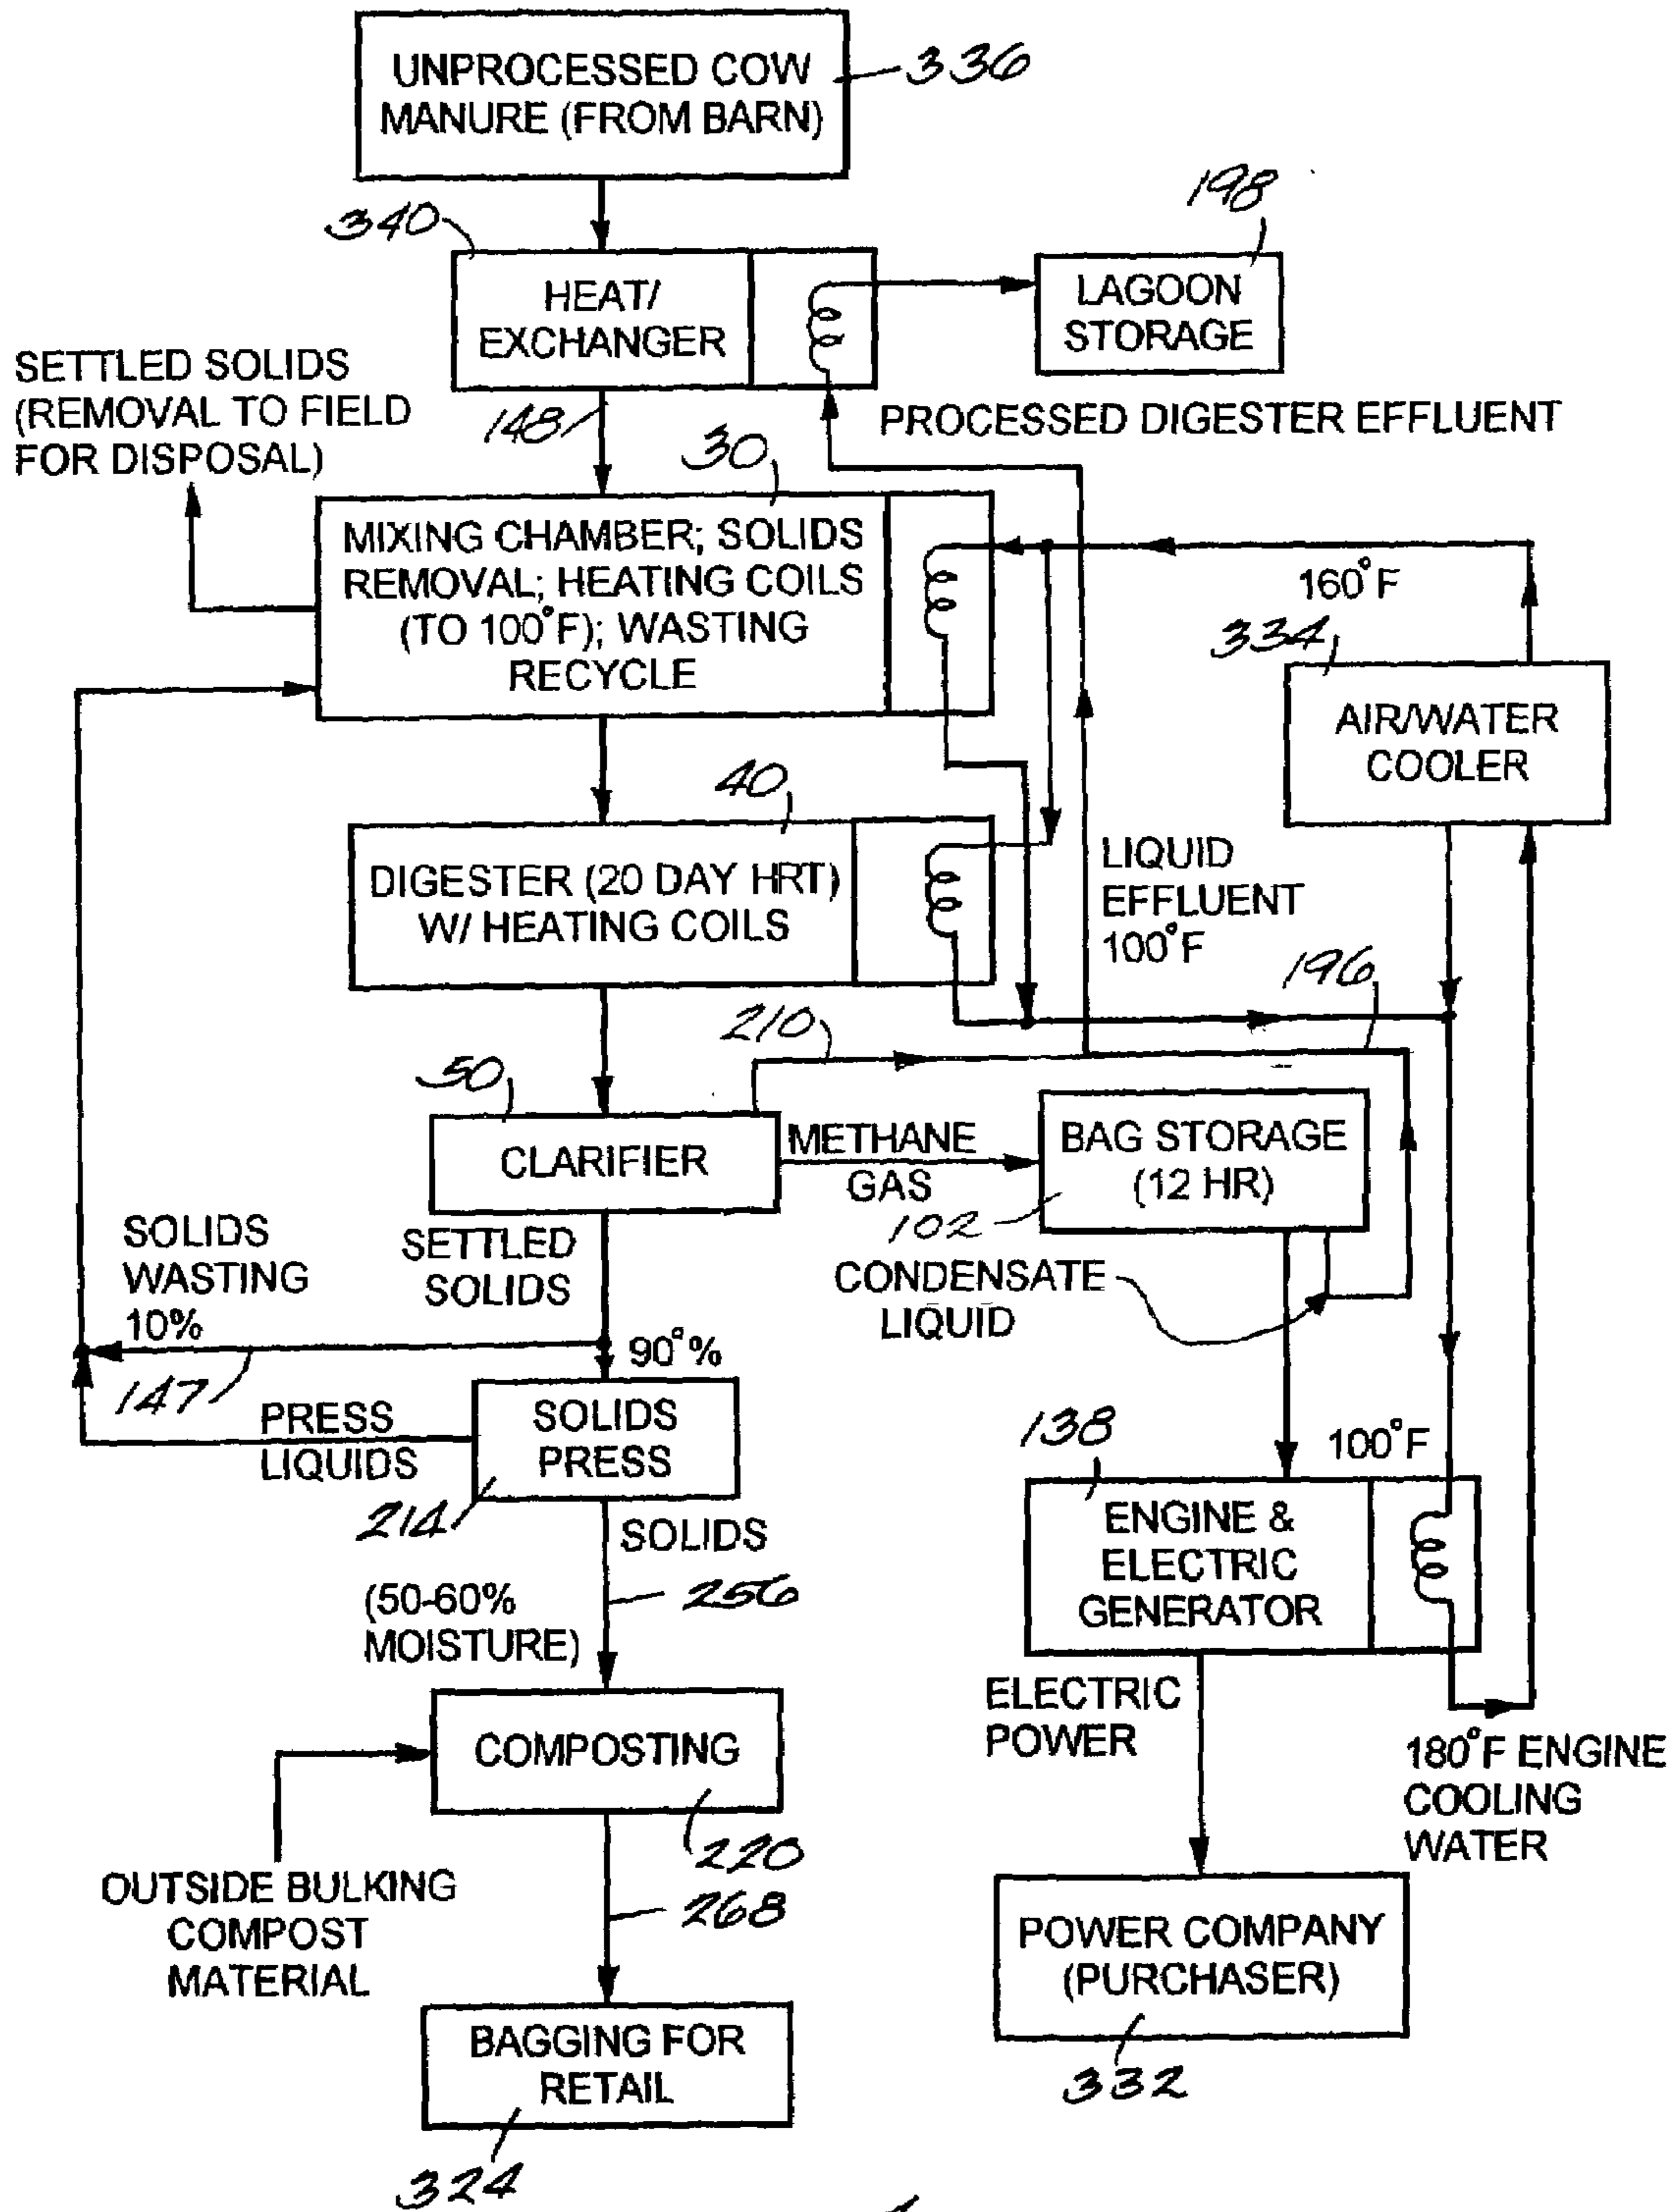 UNPROCESSED COW
MANURE (FROM BARN)
336
340
HEAT/
EXCHANGER
198
LAGOON
STORAGE
SETTLED SOLIDS
(REMOVAL TO FIELD
FOR DISPOSAL)
148
PROCESSED DIGESTER EFFLUENT
30
MIXING CHAMBER; SOLIDS
REMOVAL; HEATING COILS
(TO 100°F); WASTING
RECYCLE
160°F
334
AIR/WATER
COOLER
40
DIGESTER (20 DAY HRT)
W/ HEATING COILS
LIQUID
EFFLUENT
100°F
196
210
50
CLARIFIER
METHANE
GAS
BAG STORAGE
(12 HR)
102
SOLIDS
WASTING
10%
SETTLED
SOLIDS
CONDENSATE
LIQUID
90°%
147
PRESS
LIQUIDS
SOLIDS
PRESS
214
138
100°F
ENGINE &
ELECTRIC
GENERATOR
SOLIDS
(50-60%
MOISTURE)
256
ELECTRIC
POWER
180°F ENGINE
COOLING
WATER
COMPOSTING
220
OUTSIDE BULKING
COMPOST
MATERIAL
268
POWER COMPANY
(PURCHASER)
332
BAGGING FOR
RETAIL
324